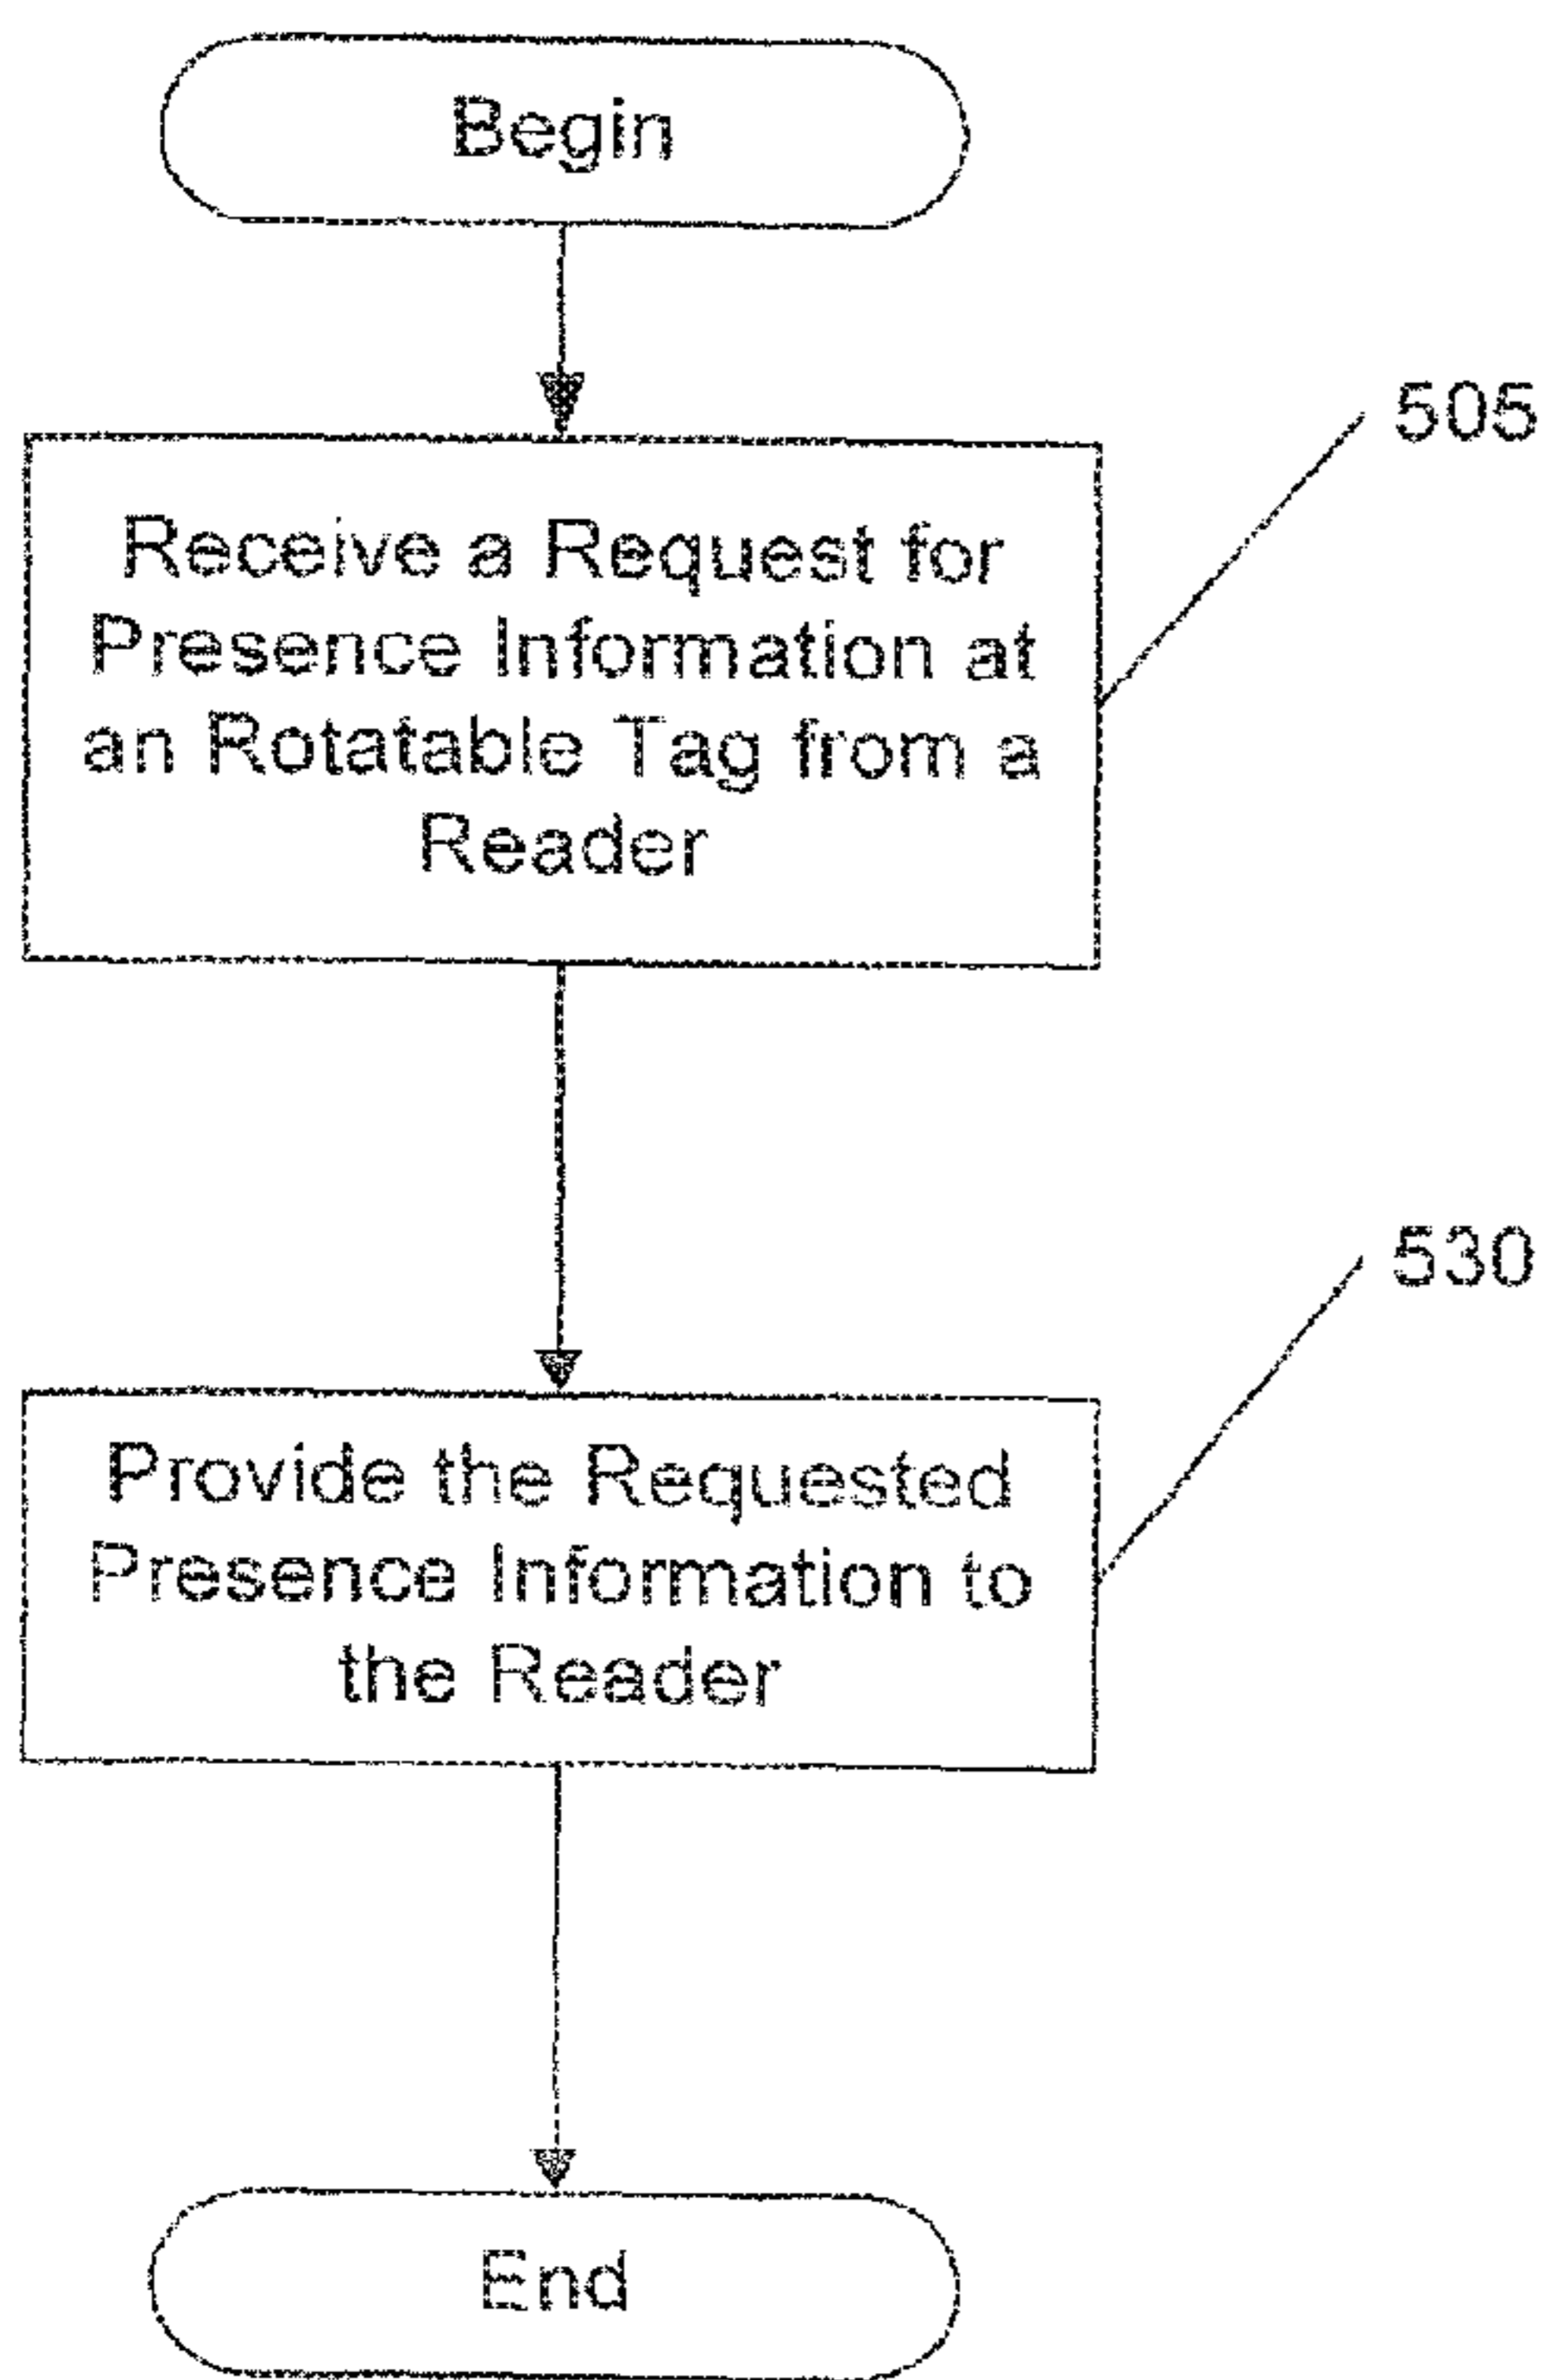 Begin
505
Receive a Request for
Presence Information at
an Rotatable Tag from a
Reader
530
Provide the Requested
Presence Information to
the Reader
End